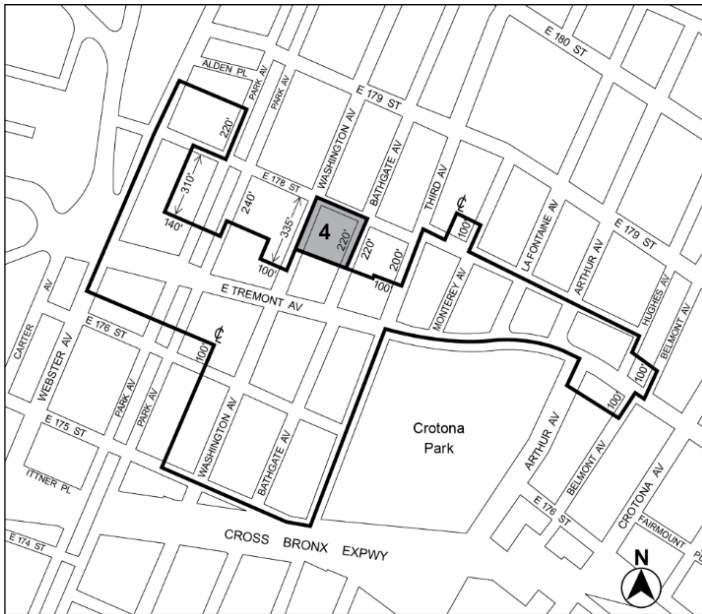 E 180 ST
ALDEN PL
PARK AV
PARK AV
E 179 ST
220'
WASHINGTON AV
BATHGATE AV
THIRD AV
E 178 ST
310'
240'
335'
4
220'
220'
200'
140'
100'
100'
℄
100'
LA FONTAINE AV
ARTHUR AV
E 179 ST
HUGHES AV
BELMONT AV
MONTEREY AV
E TREMONT AV
E 176 ST
℄
100'
100'
100'
CARTER AV
WEBSTER AV
PARK AV
PARK AV
E 175 ST
WASHINGTON AV
BATHGATE AV
Crotona
Park
ARTHUR AV
BELMONT AV
CROTONA AV
ITTNER PL
E 176 ST
FAIRMOUNT PL
E 174 ST
CROSS BRONX EXPWY
N